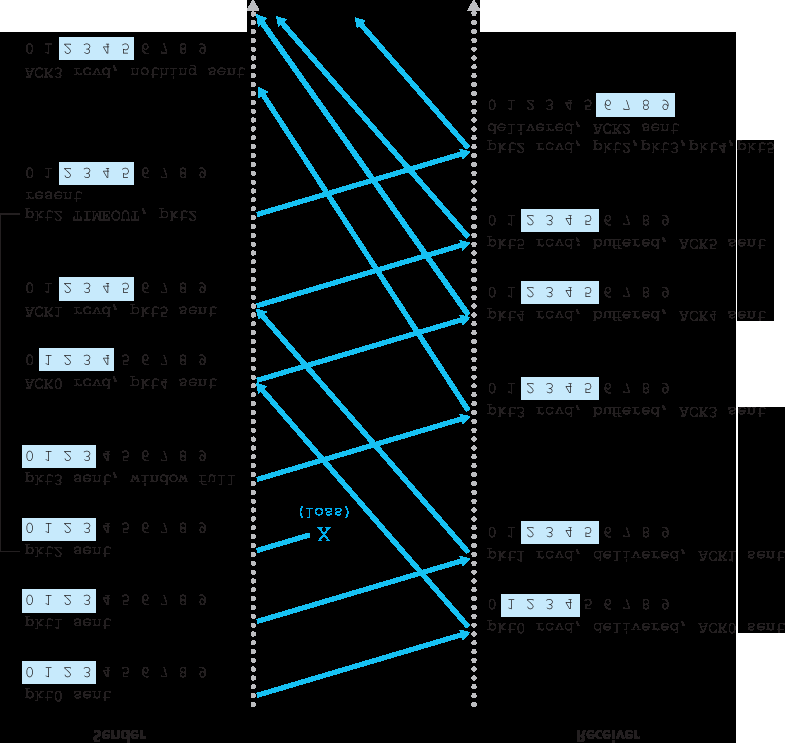 Sender
Receiver
pkt0 sent
0 1 2 3 4 5 6 7 8 9
pkt1 sent
0 1 2 3 4 5 6 7 8 9
pkt2 sent
0 1 2 3 4 5 6 7 8 9
pkt3 sent, window full
0 1 2 3 4 5 6 7 8 9
ACK0 rcvd, pkt4 sent
0 1 2 3 4 5 6 7 8 9
ACK1 rcvd, pkt5 sent
0 1 2 3 4 5 6 7 8 9
pkt2 TIMEOUT, pkt2
resent
0 1 2 3 4 5 6 7 8 9
ACK3 rcvd, nothing sent
0 1 2 3 4 5 6 7 8 9
X
(loss)
pkt0 rcvd, delivered, ACK0 sent
0 1 2 3 4 5 6 7 8 9
pkt1 rcvd, delivered, ACK1 sent
0 1 2 3 4 5 6 7 8 9
pkt3 rcvd, buffered, ACK3 sent
0 1 2 3 4 5 6 7 8 9
pkt4 rcvd, buffered, ACK4 sent
0 1 2 3 4 5 6 7 8 9
pkt5 rcvd, buffered, ACK5 sent
0 1 2 3 4 5 6 7 8 9
pkt2 rcvd, pkt2,pkt3,pkt4,pkt5
delivered, ACK2 sent
0 1 2 3 4 5 6 7 8 9